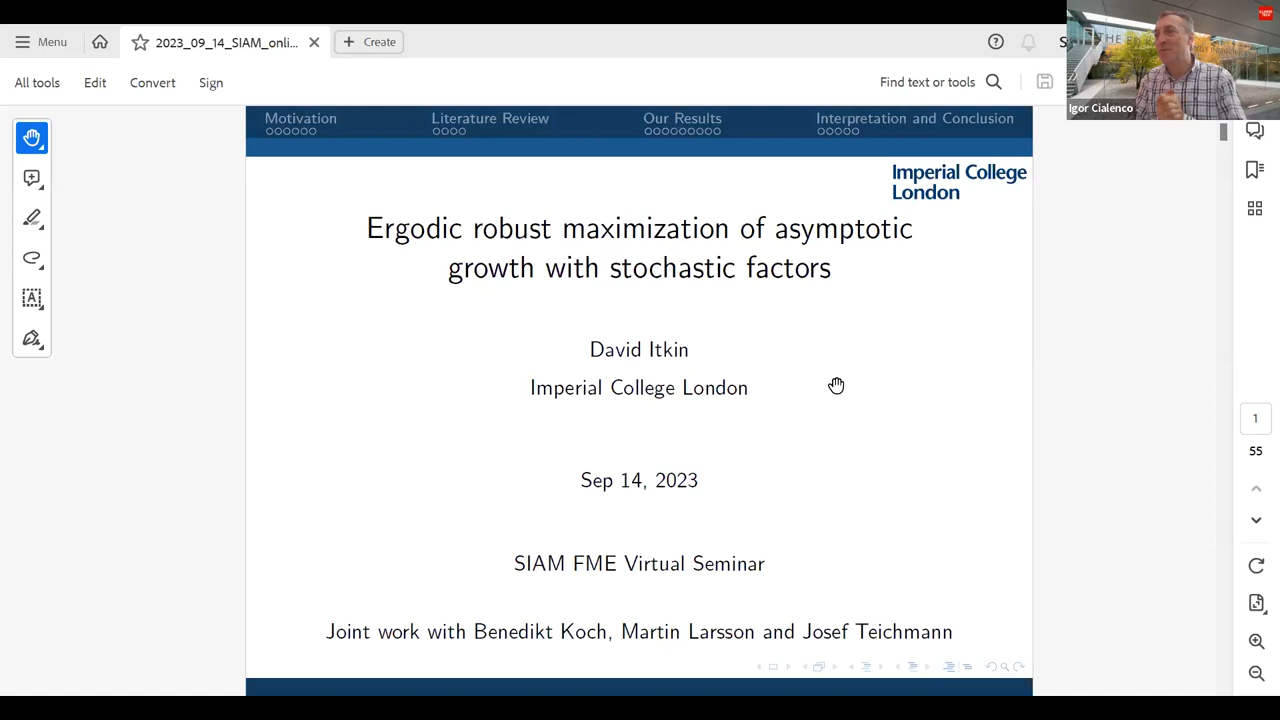 Menu
2023_09_14_SIAM_onli...
Create
All tools
Edit
Convert
Sign
Find text or tools
Igor Cialenco
Motivation
Literature Review
Our Results
Interpretation and Conclusion
Imperial College
London
Ergodic robust maximization of asymptotic
growth with stochastic factors
David Itkin
Imperial College London
Sep 14, 2023
SIAM FME Virtual Seminar
Joint work with Benedikt Koch, Martin Larsson and Josef Teichmann
1
55